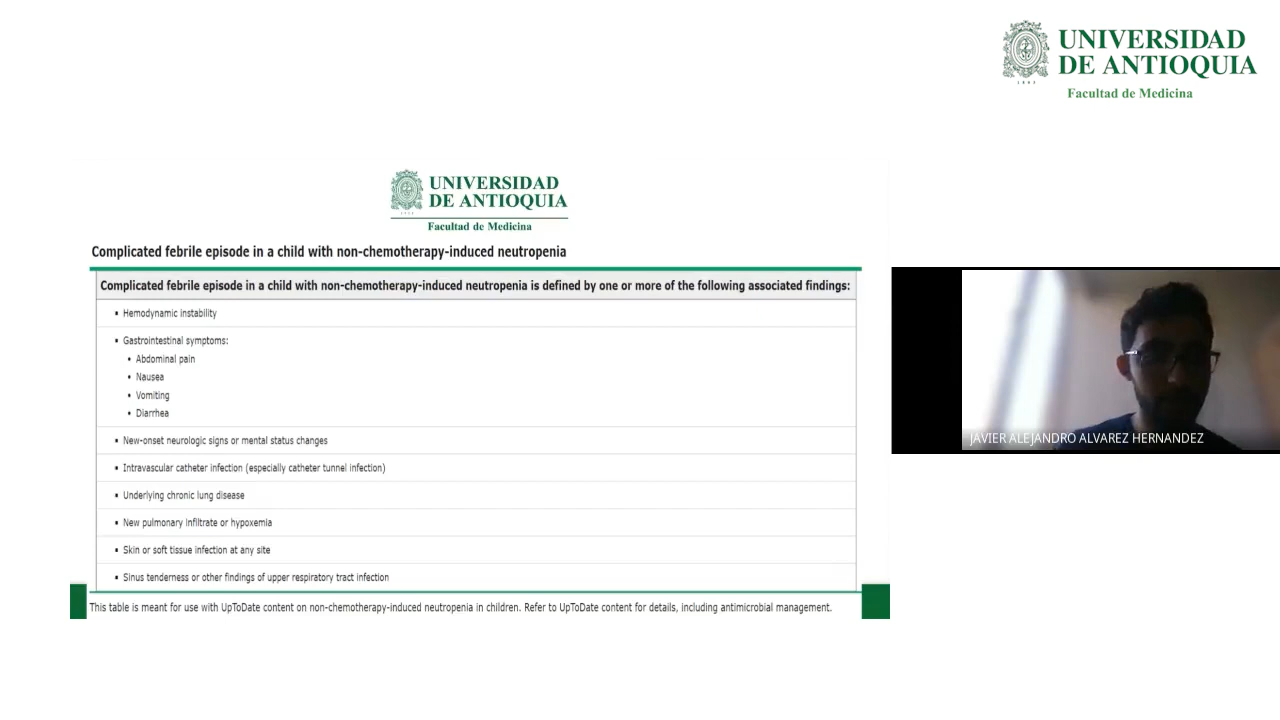 UNIVERSIDAD
DE ANTIOQUIA
1803
Facultad de Medicina
UNIVERSIDAD
DE ANTIOQUIA
Facultad de Medicina
Complicated febrile episode in a child with non-chemotherapy-induced neutropenia
Complicated febrile episode in a child with non-chemotherapy-induced neutropenia is defined by one or more of the following associated findings:
▪ Hemodynamic instability
▪ Gastrointestinal symptoms:
• Abdominal pain
• Nausea
• Vomiting
• Diarrhea
▪ New-onset neurologic signs or mental status changes
▪ Intravascular catheter infection (especially catheter tunnel infection)
▪ Underlying chronic lung disease
▪ New pulmonary infiltrate or hypoxemia
▪ Skin or soft tissue infection at any site
▪ Sinus tenderness or other findings of upper respiratory tract infection
This table is meant for use with UpToDate content on non-chemotherapy-induced neutropenia in children. Refer to UpToDate content for details, including antimicrobial management.
JAVIER ALEJANDRO ALVAREZ HERNANDEZ